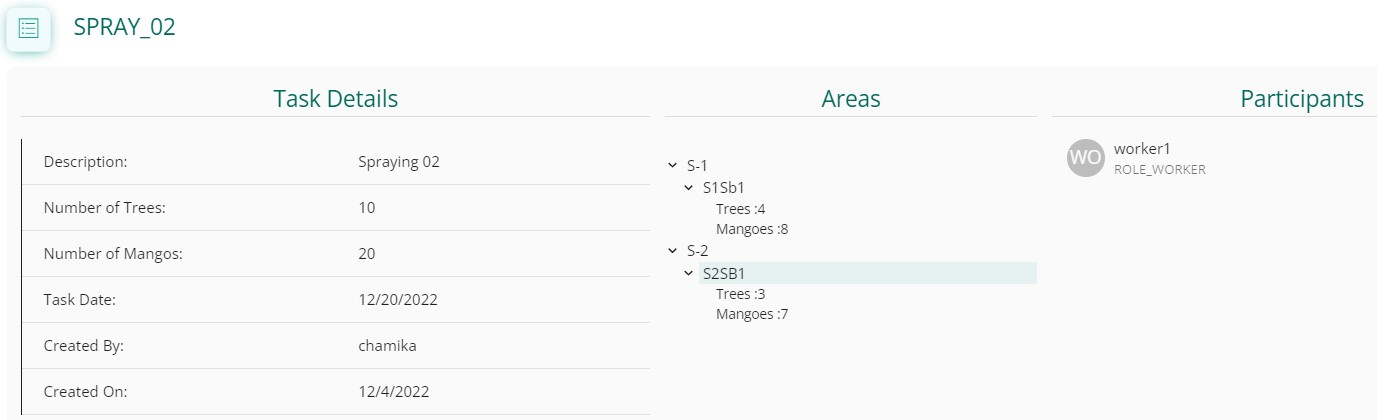 SPRAY_02
Task Details
Description: Spraying 02
Number of Trees: 10
Number of Mangos: 20
Task Date: 12/20/2022
Created By: chamika
Created On: 12/4/2022
Areas
S-1
S1Sb1
Trees :4
Mangoes :8
S-2
S2SB1
Trees :3
Mangoes :7
Participants
WO
worker1
ROLE_WORKER